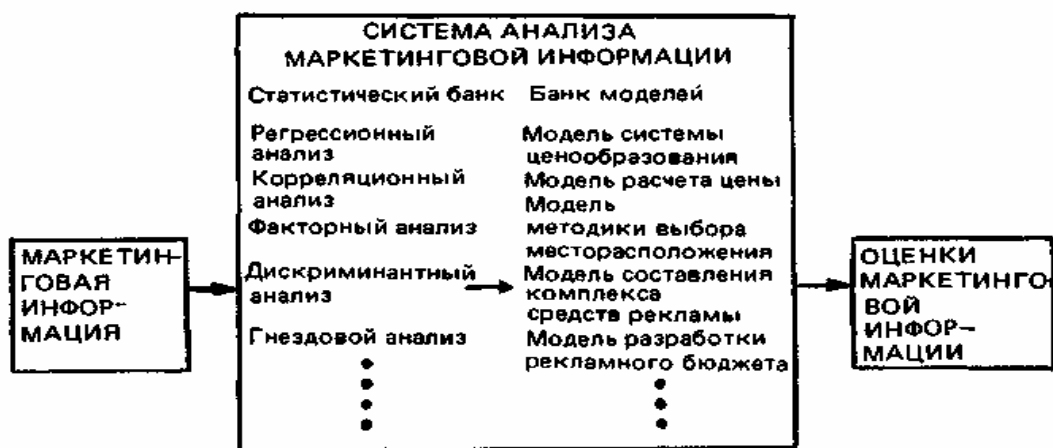 СИСТЕМА АНАЛИЗА
МАРКЕТИНГОВОЙ ИНФОРМАЦИИ
Статистический банк
Регрессионный
анализ
Корреляционный
анализ
Факторный анализ
Дискриминантный
анализ
Гнездовой анализ
Банк моделей
Модель системы
ценообразования
Модель расчета цены
Модель
методики выбора
месторасположения
Модель составления
комплекса
средств рекламы
Модель разработки
рекламного бюджета
МАРКЕТИН-
ГОВАЯ
ИНФОР-
МАЦИЯ
ОЦЕНКИ
МАРКЕТИНГО-
ВОЙ
ИНФОР-
МАЦИИ